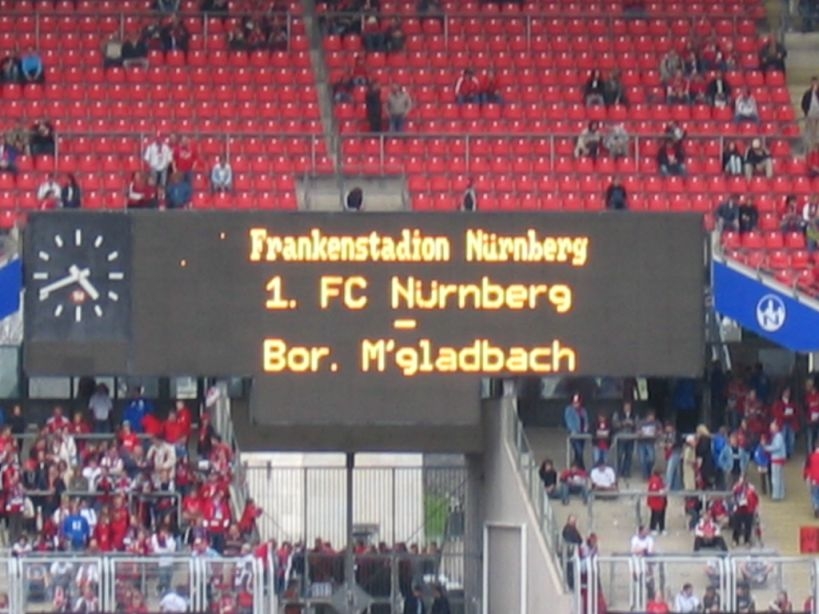 Frankenstadion Nürnberg
1. FC Nürnberg
–
Bor. M'gladbach